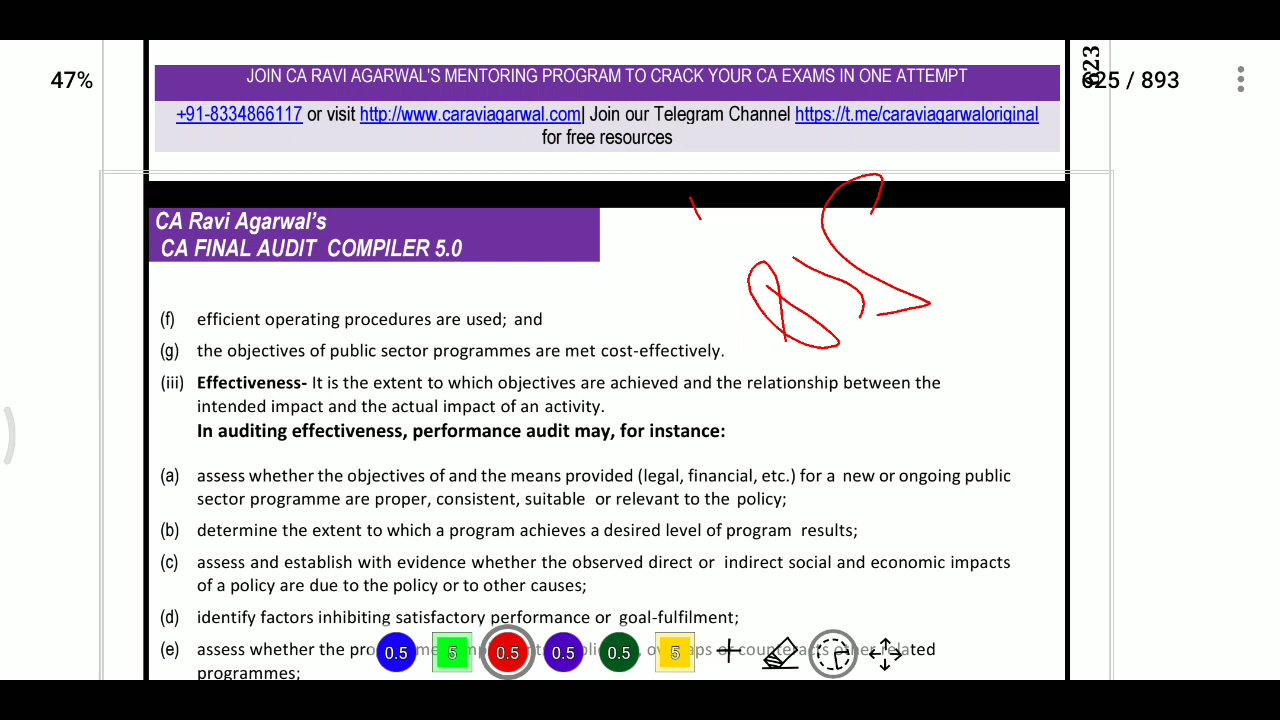 47%
623
625 / 893
JOIN CA RAVI AGARWAL'S MENTORING PROGRAM TO CRACK YOUR CA EXAMS IN ONE ATTEMPT
+91-8334866117 or visit http://www.caraviagarwal.com| Join our Telegram Channel https://t.me/caraviagarwaloriginal
for free resources
CA Ravi Agarwal's
CA FINAL AUDIT COMPILER 5.0
(f) efficient operating procedures are used; and
(g) the objectives of public sector programmes are met cost-effectively.
(iii) Effectiveness- It is the extent to which objectives are achieved and the relationship between the
intended impact and the actual impact of an activity.
In auditing effectiveness, performance audit may, for instance:
(a) assess whether the objectives of and the means provided (legal, financial, etc.) for a new or ongoing public
sector programme are proper, consistent, suitable or relevant to the policy;
(b) determine the extent to which a program achieves a desired level of program results;
(c) assess and establish with evidence whether the observed direct or indirect social and economic impacts
of a policy are due to the policy or to other causes;
(d) identify factors inhibiting satisfactory performance or goal-fulfilment;
(e) assess whether the counteracts other related
programmes;
0.5 5 0.5 0.5 0.5 5